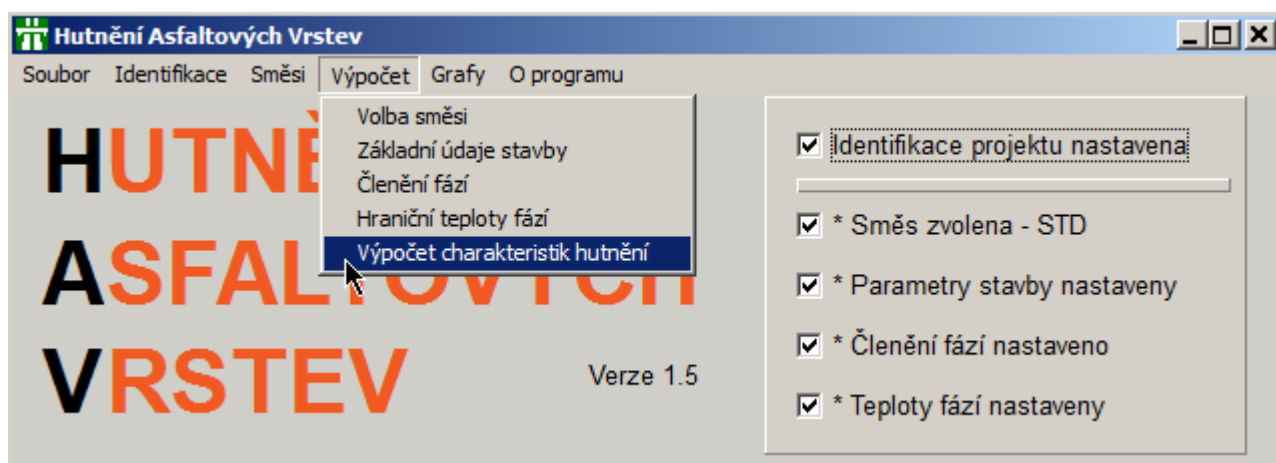 Hutnění Asfaltových Vrstev
Soubor Identifikace Směsi Výpočet Grafy O programu
Volba směsi
Základní údaje stavby
Členění fází
Hraniční teploty fází
Výpočet charakteristik hutnění
HUTNĚ
ASFALTOVÝCH
VRSTEV
Verze 1.5
Identifikace projektu nastavena
* Směs zvolena - STD
* Parametry stavby nastaveny
* Členění fází nastaveno
* Teploty fází nastaveny